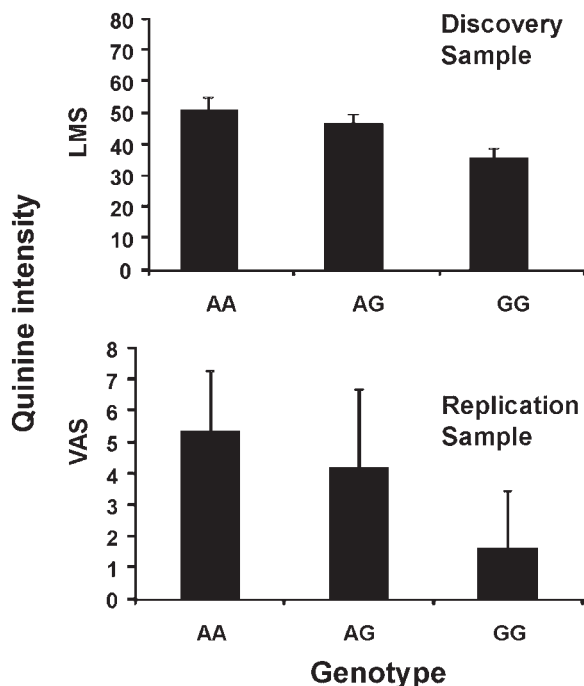 Quinine intensity
LMS
80
70
60
50
40
30
20
10
0
Discovery
Sample
AA
AG
GG
VAS
8
7
6
5
4
3
2
1
0
Replication
Sample
AA
AG
GG
Genotype